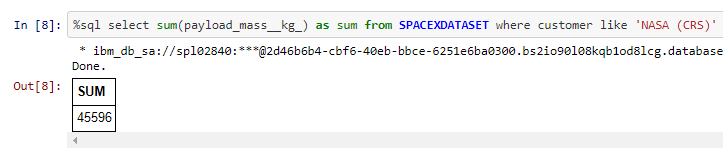 In [8]: %sql select sum(payload_mass__kg_) as sum from SPACEXDATASET where customer like 'NASA (CRS)'
* ibm_db_sa://spl02840:***@2d46b6b4-cbf6-40eb-bbce-6251e6ba0300.bs2io90l08kqb1od8lcg.database
Done.
Out[8]:
SUM
45596